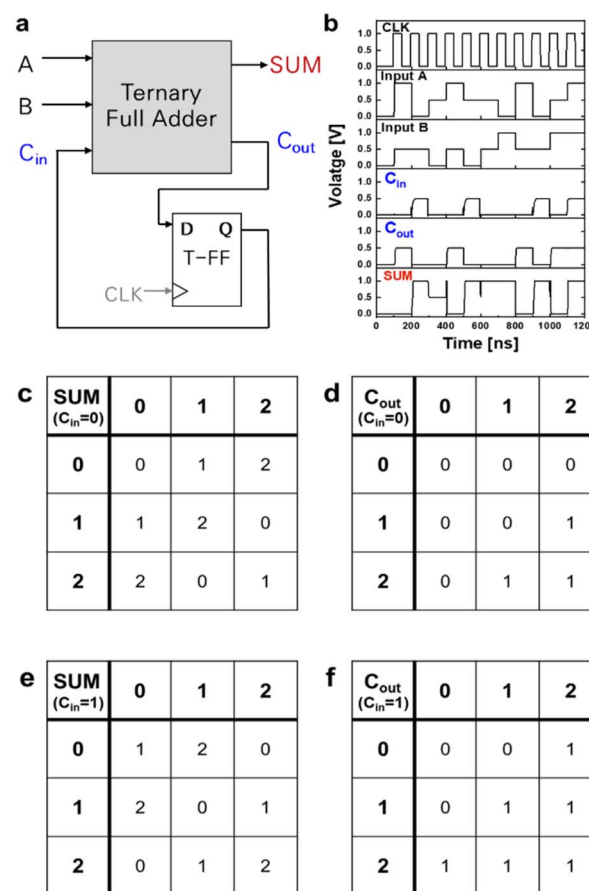 a
A
B
Cin
Ternary
Full Adder
SUM
Cout
D Q
T-FF
CLK
b
Volatge [V]
CLK
1.0
0.5
0.0
Input A
1.0
0.5
0.0
Input B
1.0
0.5
0.0
Cin
1.0
0.5
0.0
Cout
1.0
0.5
0.0
SUM
1.0
0.5
0.0
0 200 400 600 800 1000 120
Time [ns]
c
SUM (Cin=0) 0 1 2
0 0 1 2
1 1 2 0
2 2 0 1
d
Cout (Cin=0) 0 1 2
0 0 0 0
1 0 0 1
2 0 1 1
e
SUM (Cin=1) 0 1 2
0 1 2 0
1 2 0 1
2 0 1 2
f
Cout (Cin=1) 0 1 2
0 0 0 1
1 0 1 1
2 1 1 1